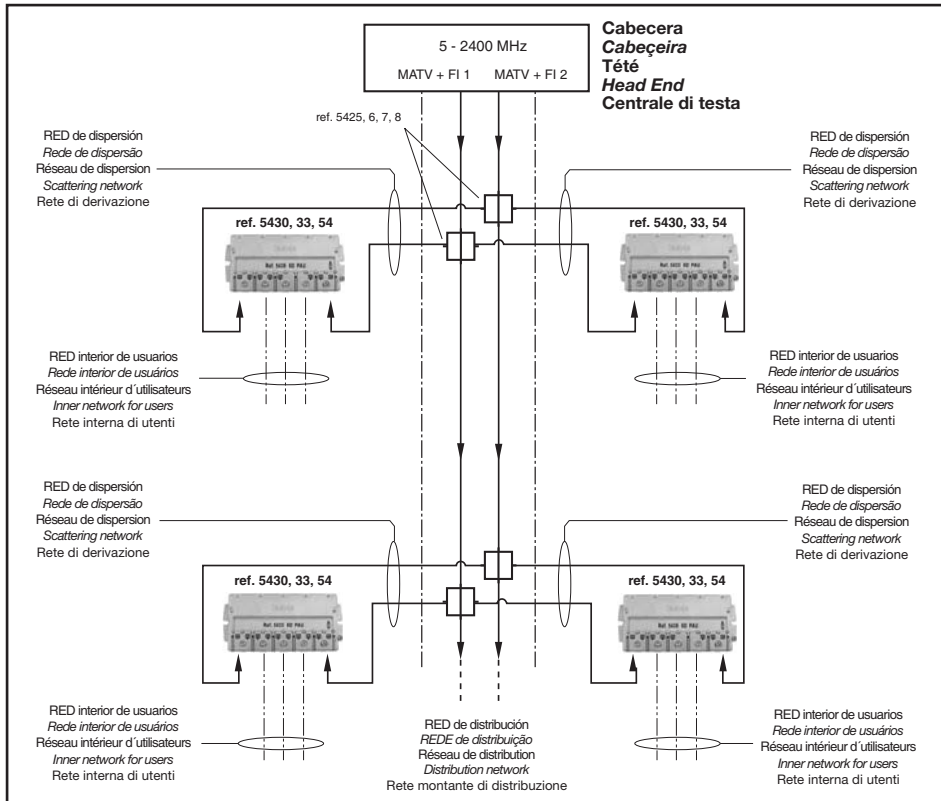 5 - 2400 MHz
MATV + FI 1 MATV + FI 2
Cabecera
Cabeçeira
Tété
Head End
Centrale di testa
ref. 5425, 6, 7, 8
RED de dispersión
Rede de dispersão
Réseau de dispersion
Scattering network
Rete di derivazione
RED de dispersión
Rede de dispersão
Réseau de dispersion
Scattering network
Rete di derivazione
ref. 5430, 33, 54
ref. 5430, 33, 54
RED interior de usuarios
Rede interior de usuários
Réseau intérieur d´utilisateurs
Inner network for users
Rete interna di utenti
RED interior de usuarios
Rede interior de usuários
Réseau intérieur d´utilisateurs
Inner network for users
Rete interna di utenti
RED de dispersión
Rede de dispersão
Réseau de dispersion
Scattering network
Rete di derivazione
RED de dispersión
Rede de dispersão
Réseau de dispersion
Scattering network
Rete di derivazione
ref. 5430, 33, 54
ref. 5430, 33, 54
RED interior de usuarios
Rede interior de usuários
Réseau intérieur d´utilisateurs
Inner network for users
Rete interna di utenti
RED de distribución
REDE de distribuição
Réseau de distribution
Distribution network
Rete montante di distribuzione
RED interior de usuarios
Rede interior de usuários
Réseau intérieur d´utilisateurs
Inner network for users
Rete interna di utenti